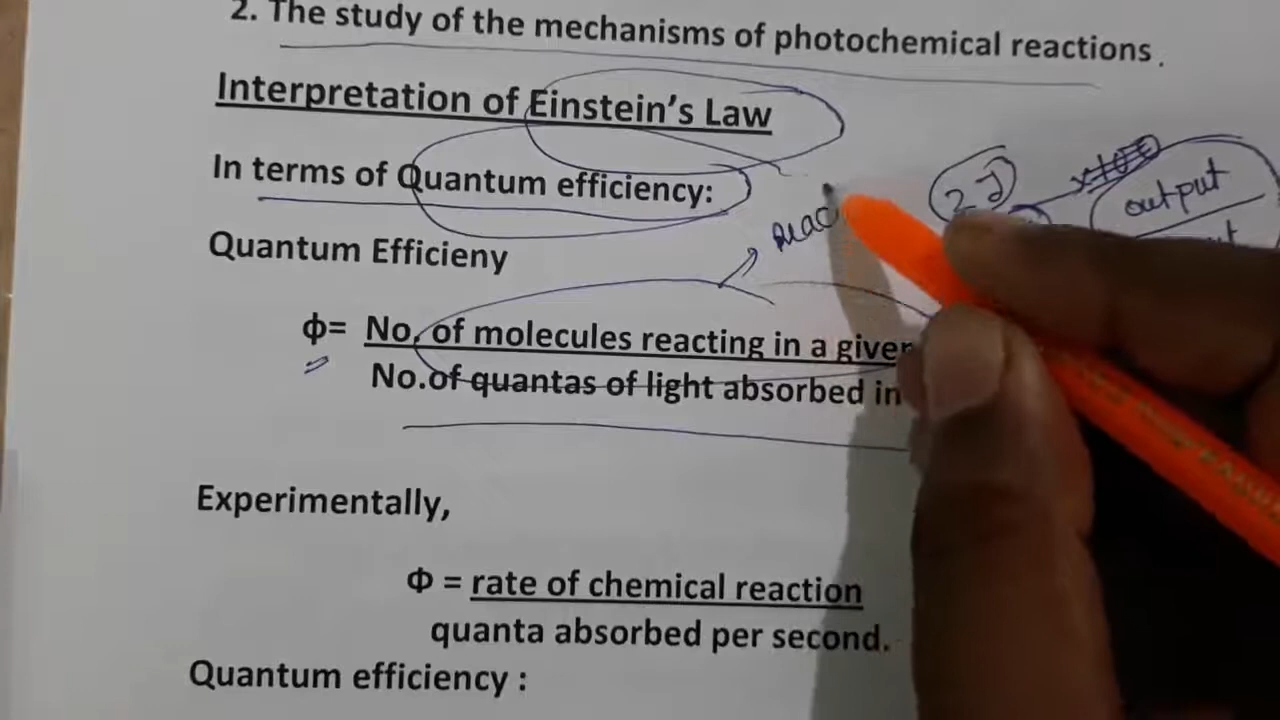 2. The study of the mechanisms of photochemical reactions.
Interpretation of Einstein's Law
In terms of Quantum efficiency:
2 J
output
Quantum Efficieny
reac
ф= No. of molecules reacting in a given
No.of quantas of light absorbed in
Experimentally,
Φ = rate of chemical reaction
quanta absorbed per second.
Quantum efficiency :